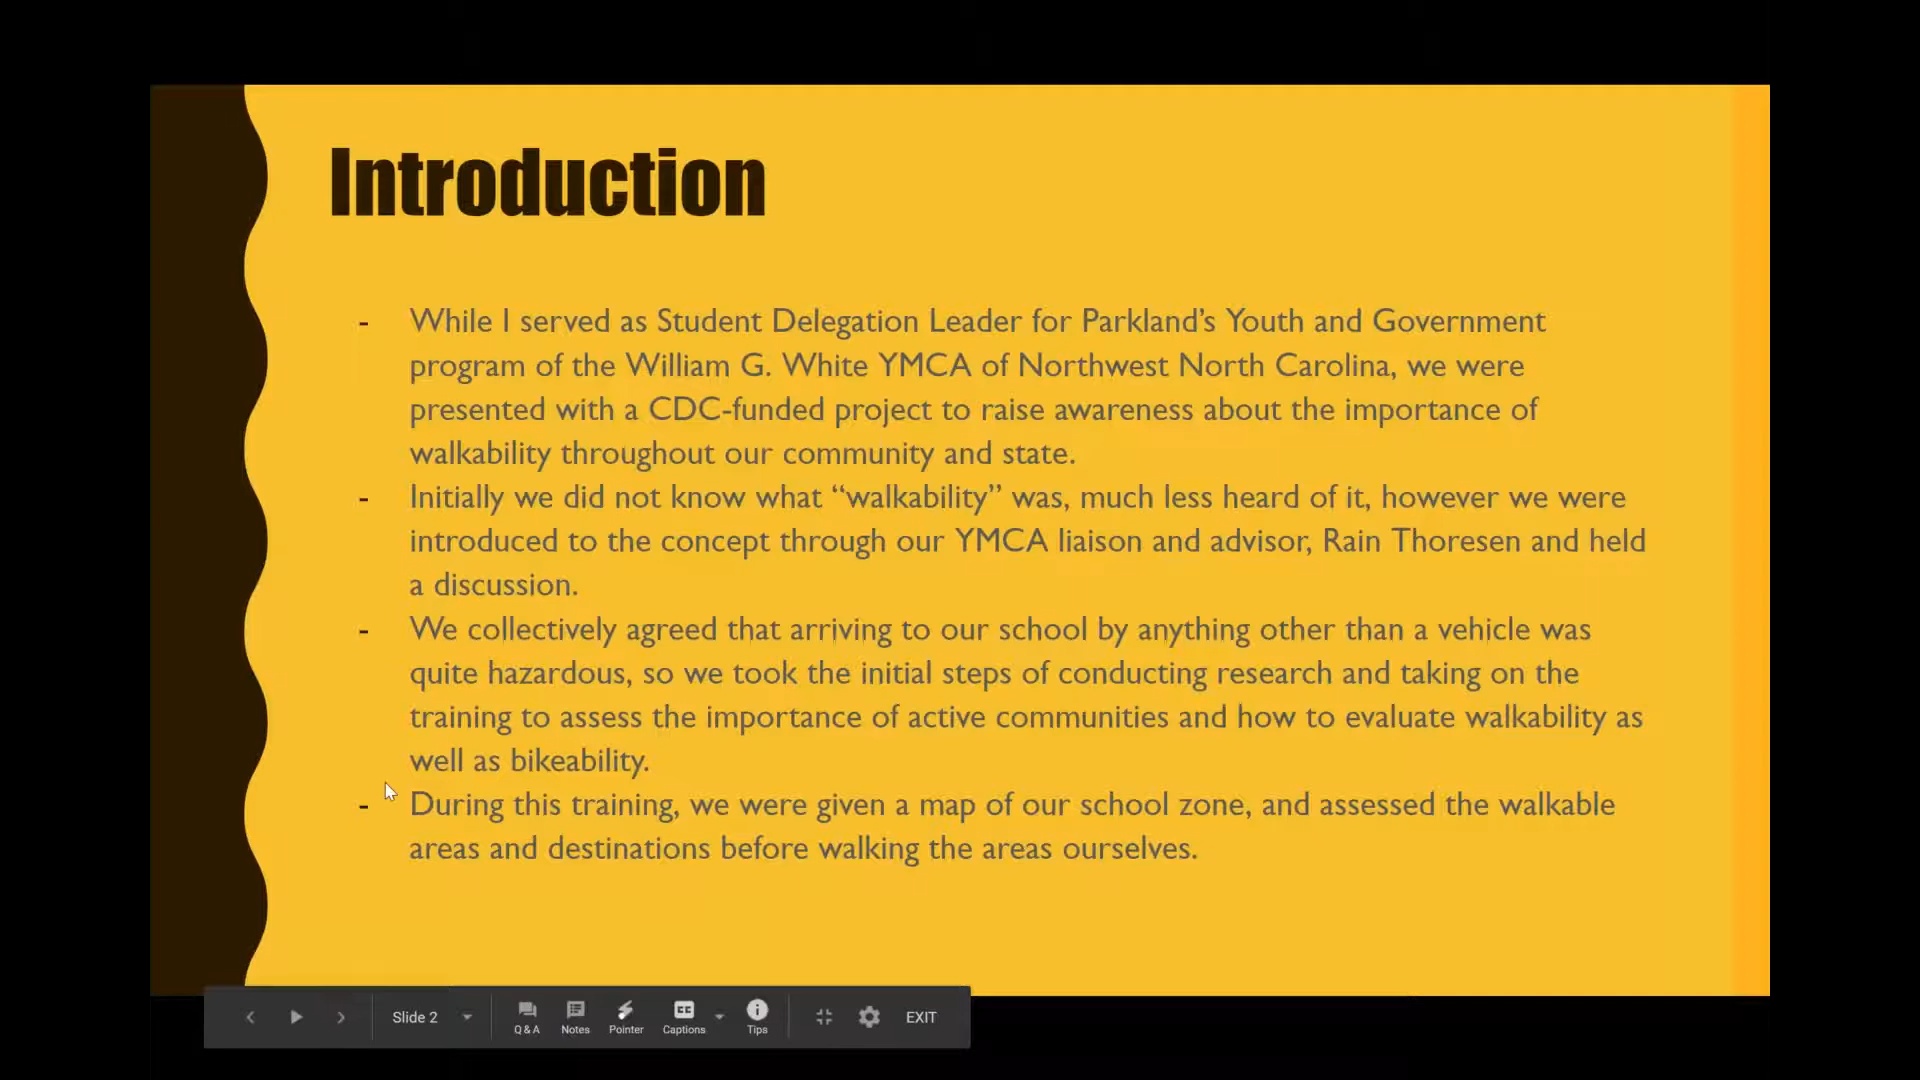 Introduction
- While I served as Student Delegation Leader for Parkland’s Youth and Government
program of the William G. White YMCA of Northwest North Carolina, we were
presented with a CDC-funded project to raise awareness about the importance of
walkability throughout our community and state.
- Initially we did not know what “walkability” was, much less heard of it, however we were
introduced to the concept through our YMCA liaison and advisor, Rain Thoresen and held
a discussion.
- We collectively agreed that arriving to our school by anything other than a vehicle was
quite hazardous, so we took the initial steps of conducting research and taking on the
training to assess the importance of active communities and how to evaluate walkability as
well as bikeability.
- During this training, we were given a map of our school zone, and assessed the walkable
areas and destinations before walking the areas ourselves.
Slide 2 Q & A Notes Pointer CC Captions Tips EXIT